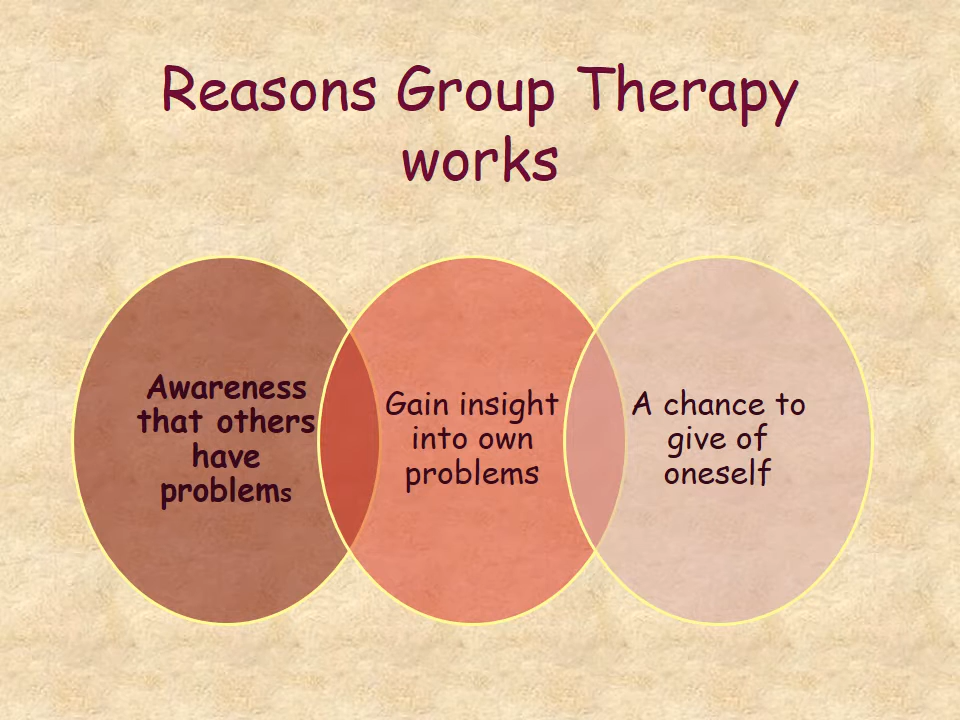 Reasons Group Therapy
works
Awareness
that others
have
problems
Gain insight
into own
problems
A chance to
give of
oneself